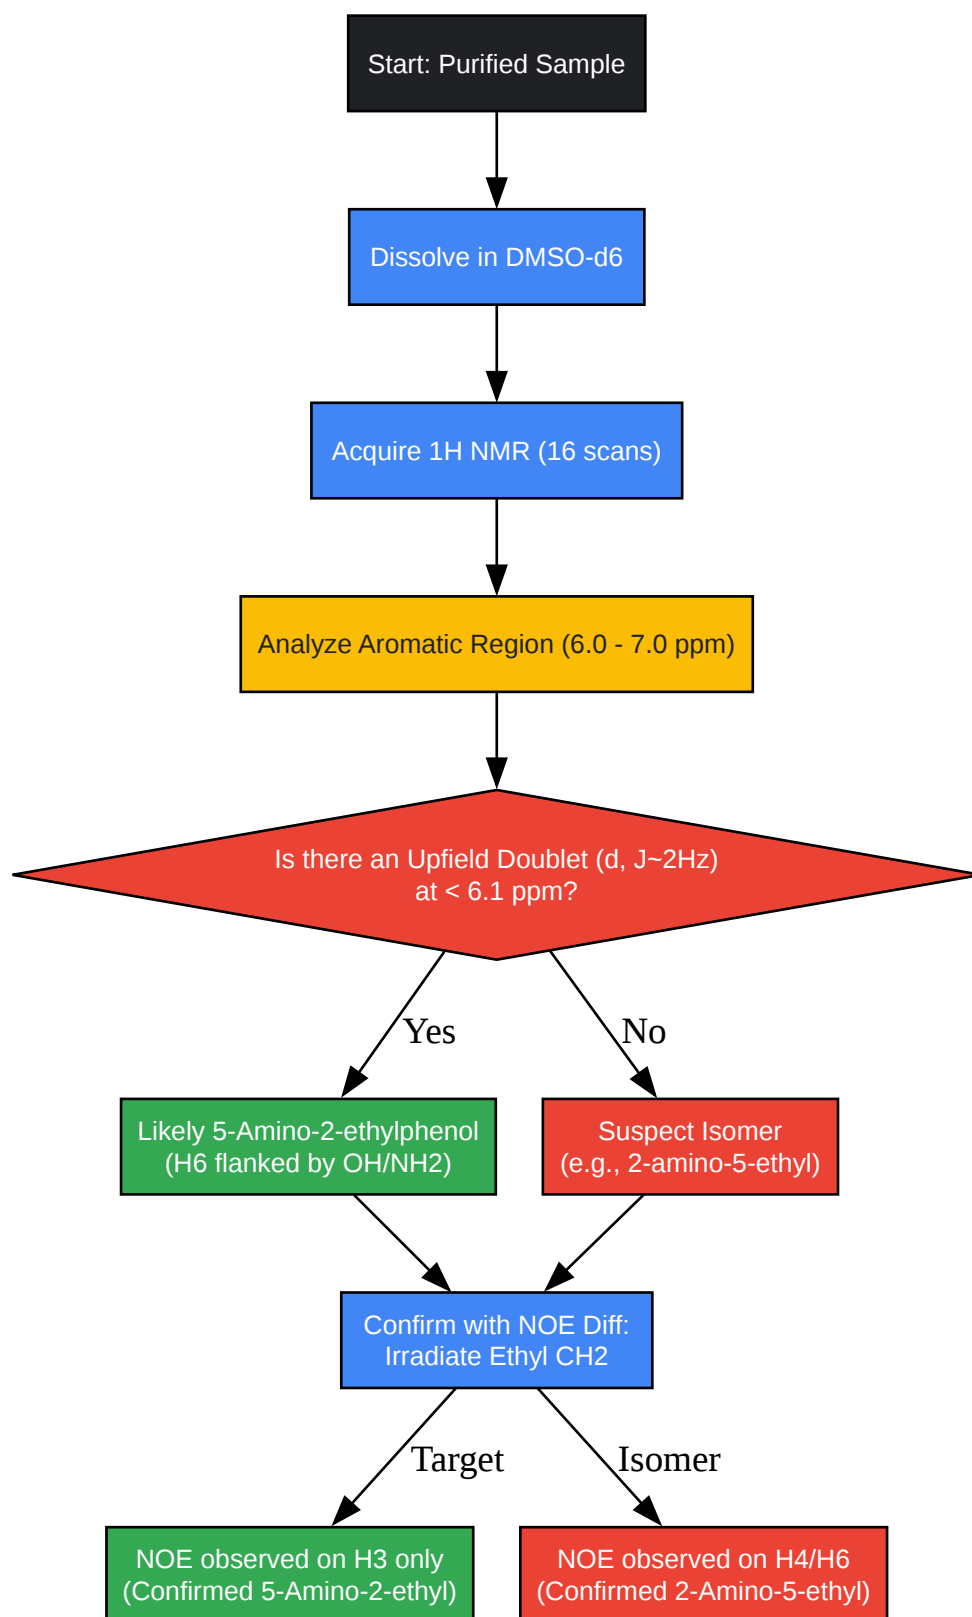 Start: Purified Sample
Dissolve in DMSO-d6
Acquire 1H NMR (16 scans)
Analyze Aromatic Region (6.0 - 7.0 ppm)
Is there an Upfield Doublet (d, J~2Hz)
at < 6.1 ppm?
Yes
No
Likely 5-Amino-2-ethylphenol
(H6 flanked by OH/NH2)
Suspect Isomer
(e.g., 2-amino-5-ethyl)
Confirm with NOE Diff:
Irradiate Ethyl CH2
Target
Isomer
NOE observed on H3 only
(Confirmed 5-Amino-2-ethyl)
NOE observed on H4/H6
(Confirmed 2-Amino-5-ethyl)